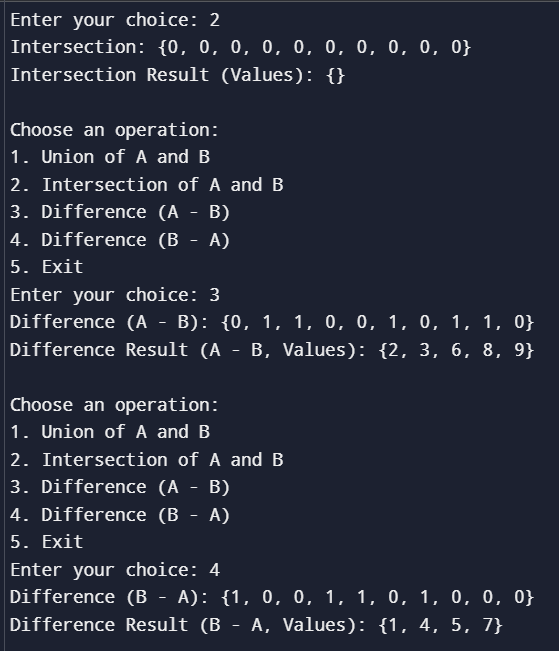 Enter your choice: 2
Intersection: {0, 0, 0, 0, 0, 0, 0, 0, 0, 0}
Intersection Result (Values): {}
Choose an operation:
1. Union of A and B
2. Intersection of A and B
3. Difference (A - B)
4. Difference (B - A)
5. Exit
Enter your choice: 3
Difference (A - B): {0, 1, 1, 0, 0, 1, 0, 1, 1, 0}
Difference Result (A - B, Values): {2, 3, 6, 8, 9}
Choose an operation:
1. Union of A and B
2. Intersection of A and B
3. Difference (A - B)
4. Difference (B - A)
5. Exit
Enter your choice: 4
Difference (B - A): {1, 0, 0, 1, 1, 0, 1, 0, 0, 0}
Difference Result (B - A, Values): {1, 4, 5, 7}